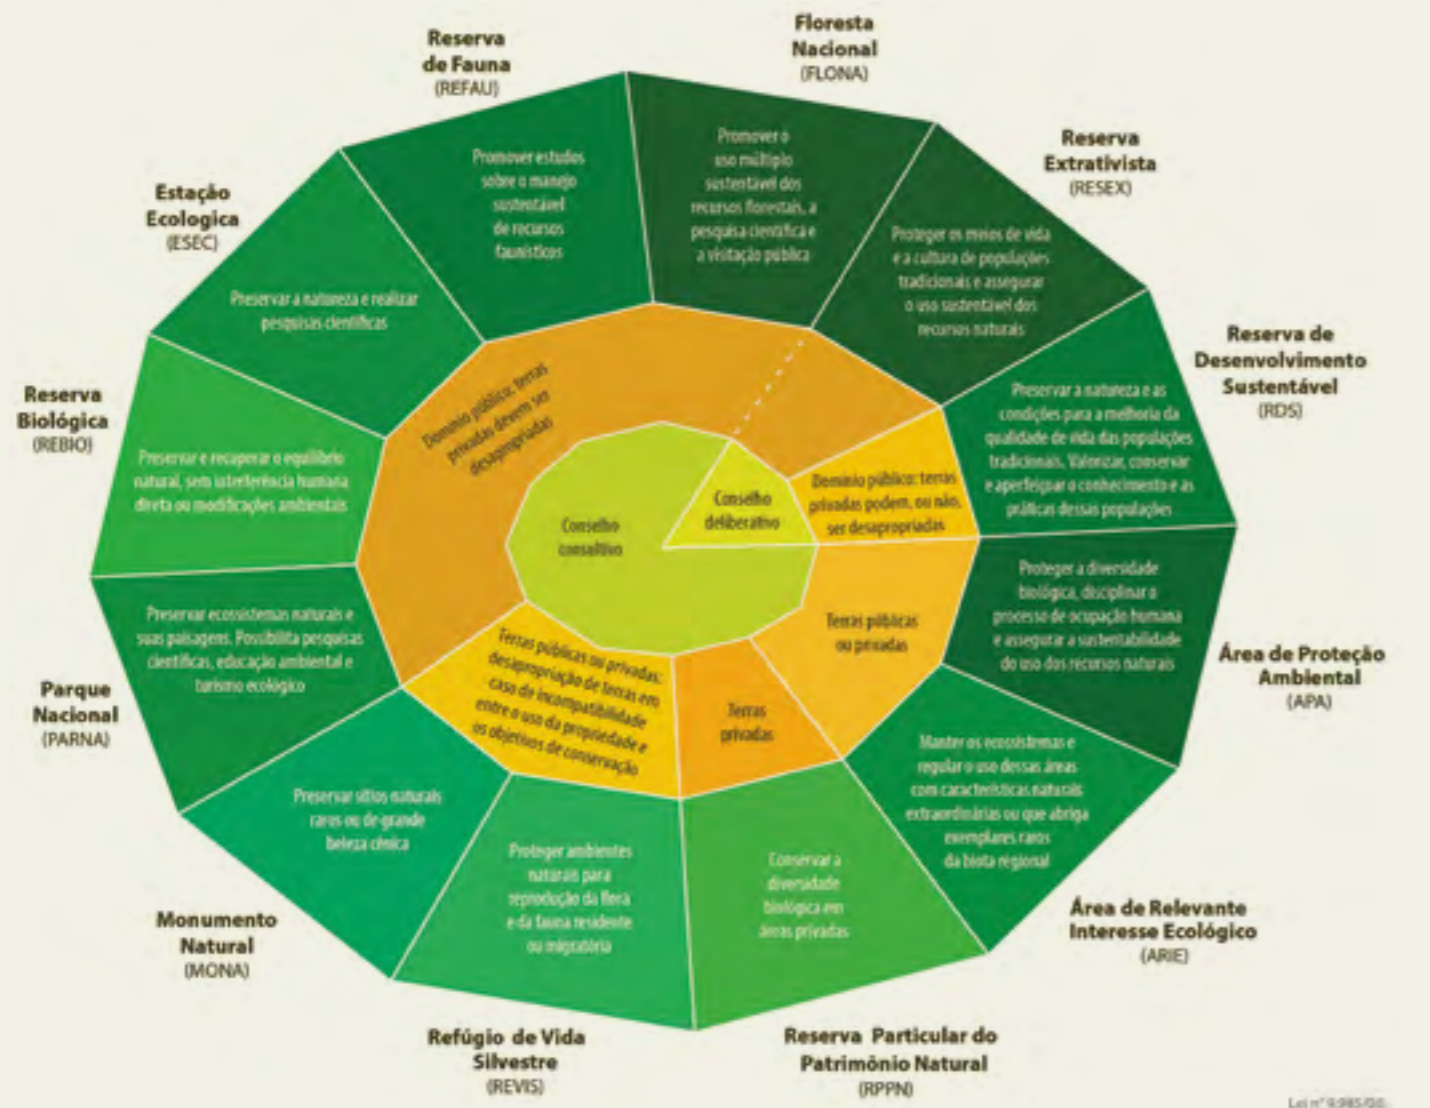 Reserva
de Fauna
(REFAU)
Promover estudos
sobre o manejo
sustentável
de recursos
faunísticos
Floresta
Nacional
(FLONA)
Promover o
uso múltiplo
sustentável dos
recursos florestais, a
pesquisa científica e
a visitação pública
Reserva
Extrativista
(RESEX)
Proteger os meios de vida
e a cultura de populações
tradicionais e assegurar
o uso sustentável dos
recursos naturais
Reserva de
Desenvolvimento
Sustentável
(RDS)
Preservar a natureza e as
condições para a melhoria da
qualidade de vida das populações
tradicionais. Valorizar, conservar
e aperfeiçoar o conhecimento e as
práticas dessas populações
Área de Proteção
Ambiental
(APA)
Proteger a diversidade
biológica, disciplinar o
processo de ocupação humana
e assegurar a sustentabilidade
do uso dos recursos naturais
Área de Relevante
Interesse Ecológico
(ARIE)
Manter os ecossistemas e
regular o uso dessas áreas
com características naturais
extraordinárias ou que abriga
exemplares raros
da biota regional
Reserva Particular do
Patrimônio Natural
(RPPN)
Conservar a
diversidade
biológica em
áreas privadas
Refúgio de Vida
Silvestre
(REVIS)
Proteger ambientes
naturais para
reprodução da flora
e da fauna residente
ou migratória
Monumento
Natural
(MONA)
Preservar sítios naturais
raros ou de grande
beleza cênica
Parque
Nacional
(PARNA)
Preservar ecossistemas naturais e
suas paisagens. Possibilita pesquisas
científicas, educação ambiental e
turismo ecológico
Reserva
Biológica
(REBIO)
Preservar e recuperar o equilíbrio
natural, sem interferência humana
direta ou modificações ambientais
Estação
Ecologica
(ESEC)
Preservar a natureza e realizar
pesquisas científicas
Domínio público: terras
privadas devem ser
desapropriadas
Domínio público: terras
privadas podem, ou não,
ser desapropriadas
Terras públicas
ou privadas
Terras
privadas
Terras públicas ou privadas:
desapropriação de terras em
caso de incompatibilidade
entre o uso da propriedade e
os objetivos de conservação
Conselho
consultivo
Conselho
deliberativo
Lei nº 9.985/00.